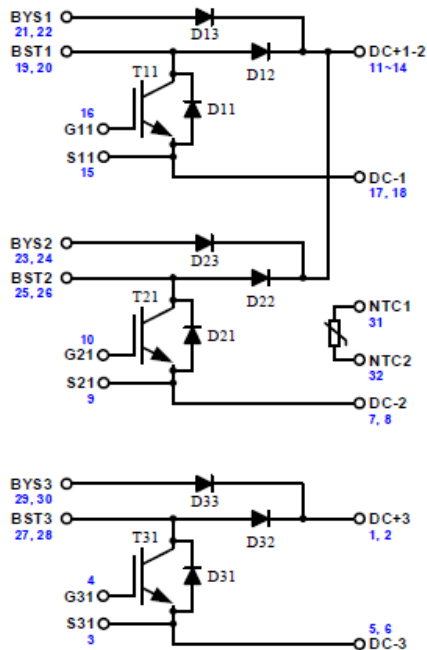 BYS1
21, 22
D13
BST1
19, 20
D12
DC+1-2
11~14
T11
D11
16
G11
S11
15
DC-1
17, 18
BYS2
23, 24
D23
BST2
25, 26
D22
T21
D21
10
G21
S21
9
NTC1
31
NTC2
32
DC-2
7, 8
BYS3
29, 30
D33
BST3
27, 28
D32
DC+3
1, 2
T31
D31
4
G31
S31
3
5, 6
DC-3